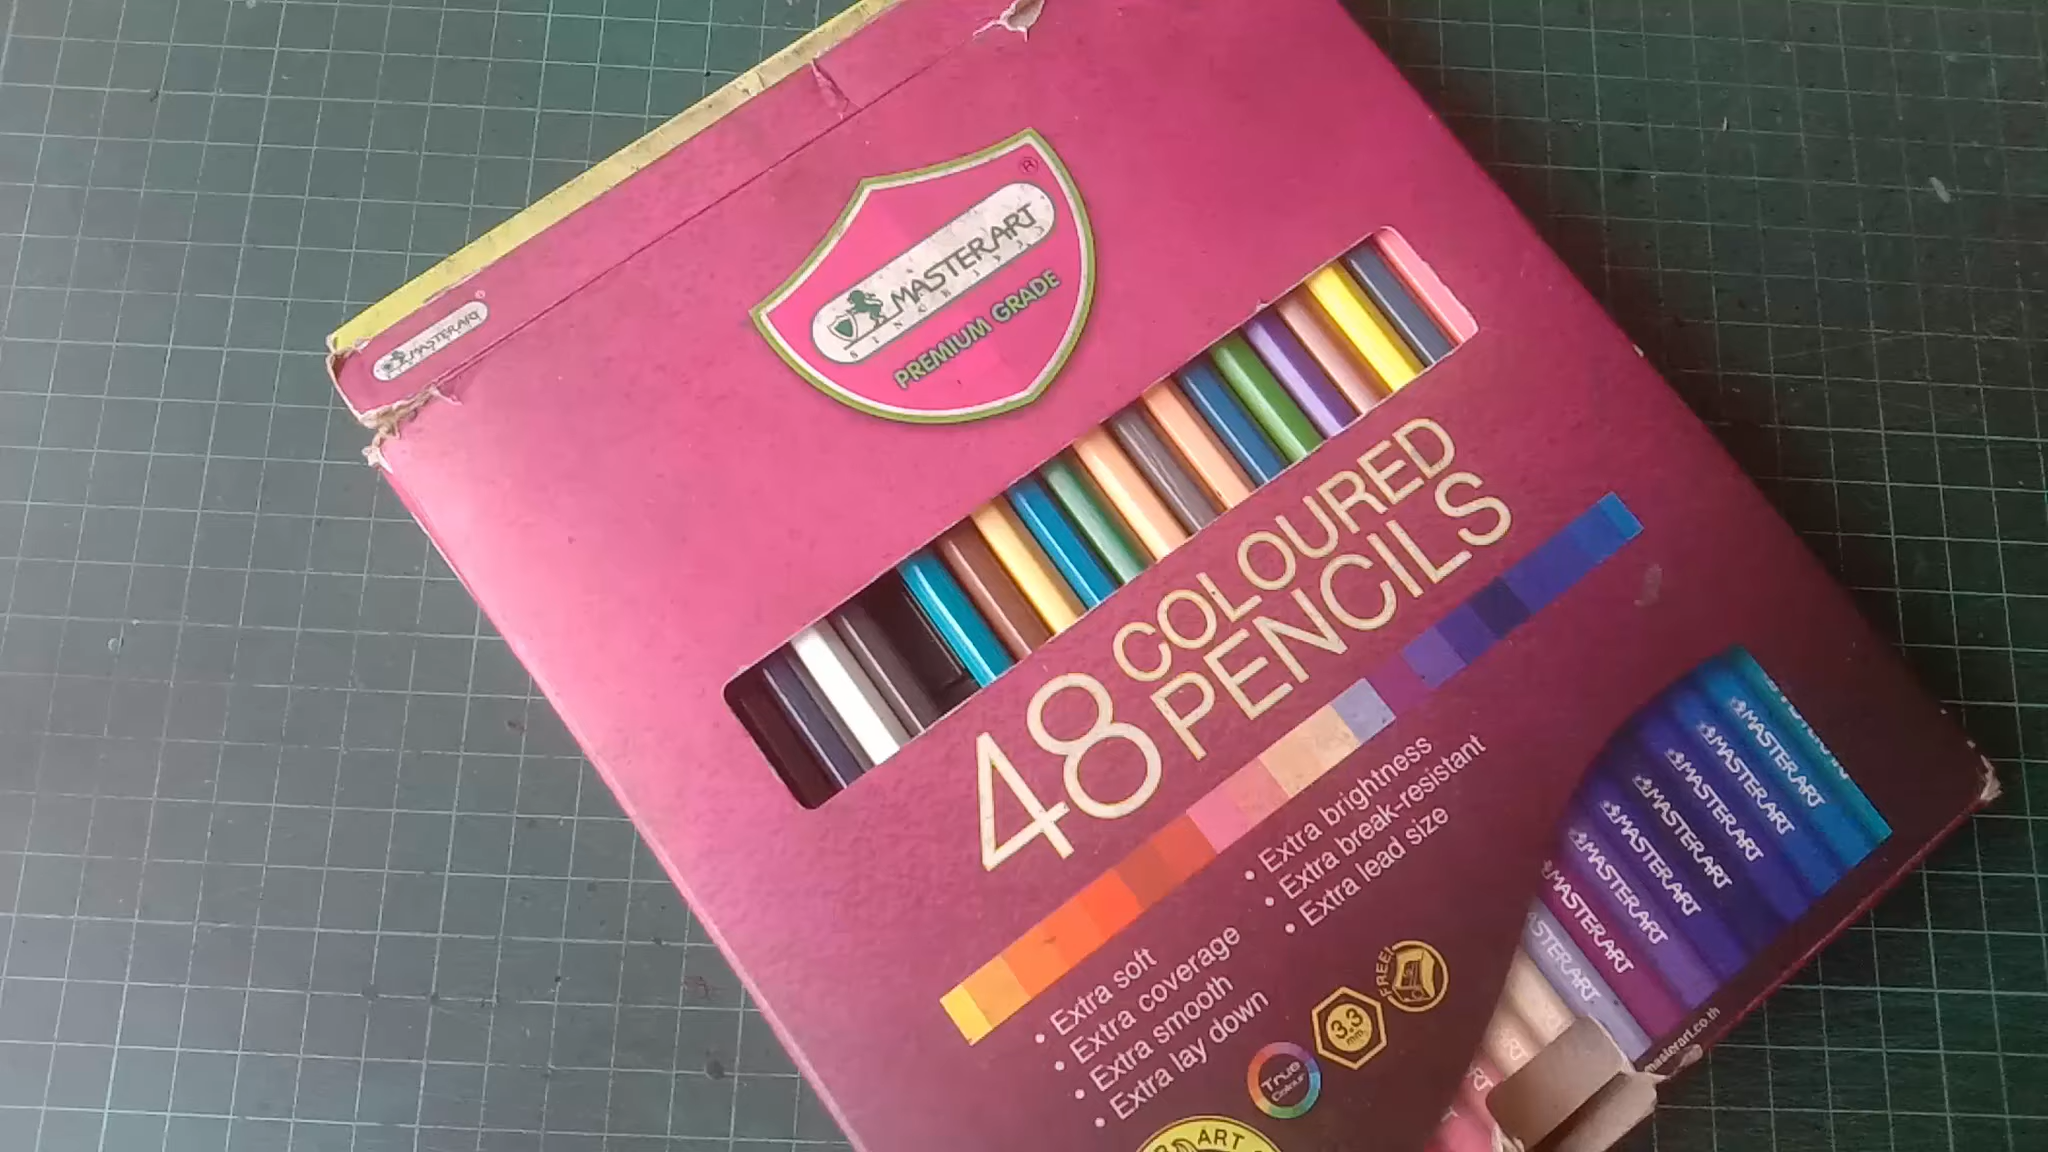 MASTERART
®
MASTERART
SINCE 1933
PREMIUM GRADE
48 COLOURED
PENCILS
• Extra brightness
• Extra break-resistant
• Extra lead size
• Extra soft
• Extra coverage
• Extra smooth
• Extra lay down
FREE!
3.3
mm
True
Colour
ART
MASTERART
MASTERART
MASTERART
MASTERART
MASTERART
MASTERART
MASTERART
masterart.co.th